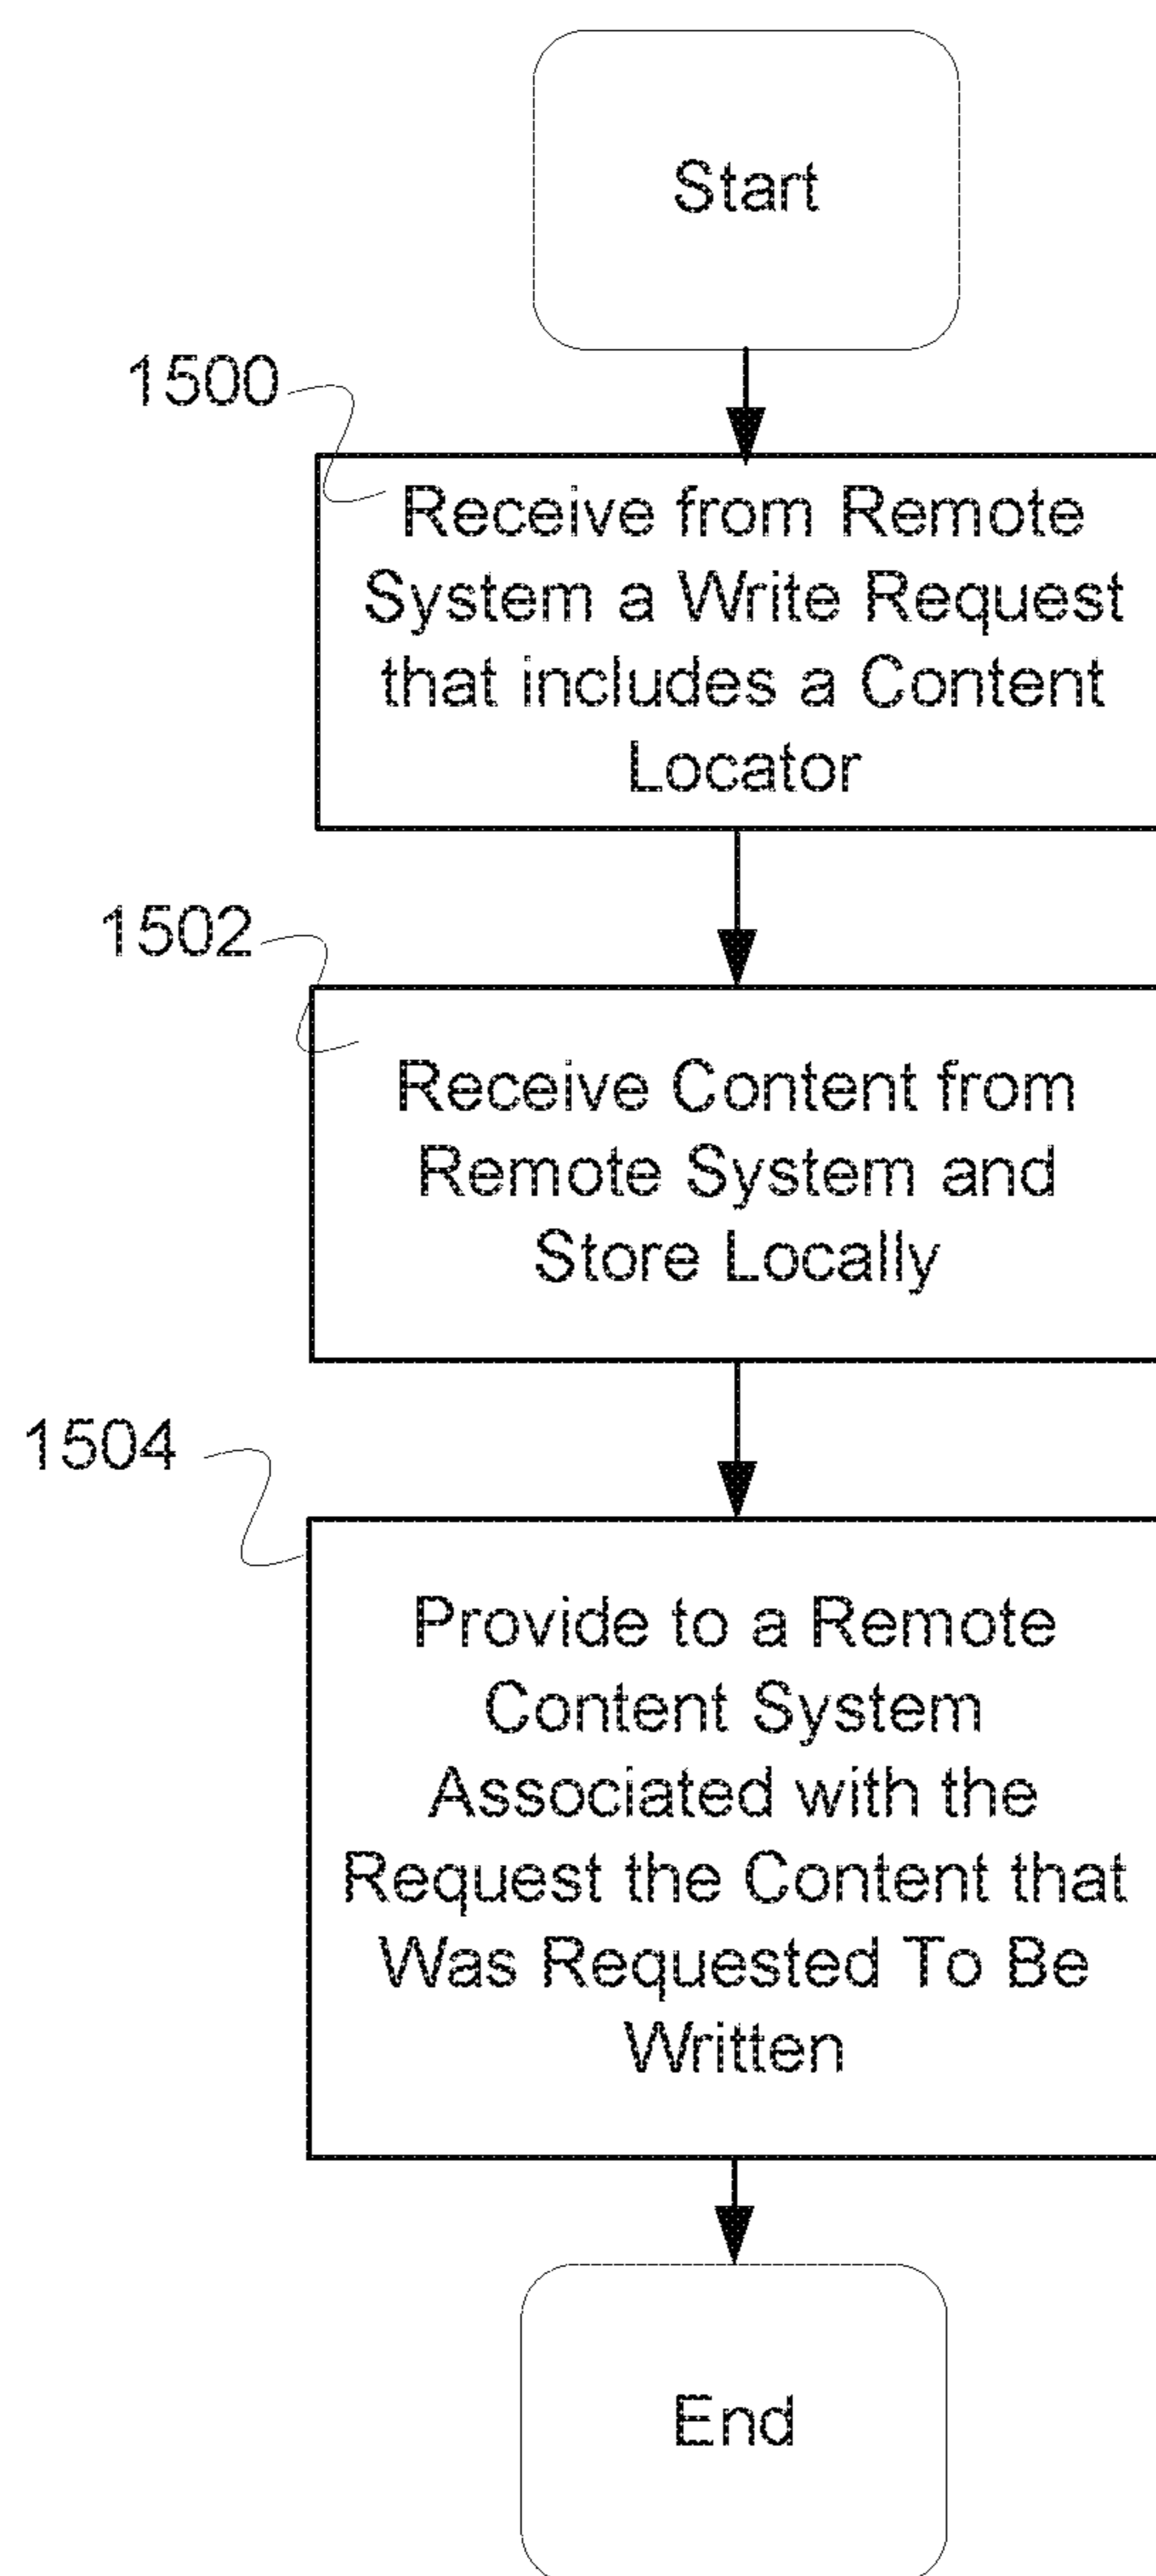 Start
1500
Receive from Remote
System a Write Request
that includes a Content
Locator
1502
Receive Content from
Remote System and
Store Locally
1504
Provide to a Remote
Content System
Associated with the
Request the Content that
Was Requested To Be
Written
End